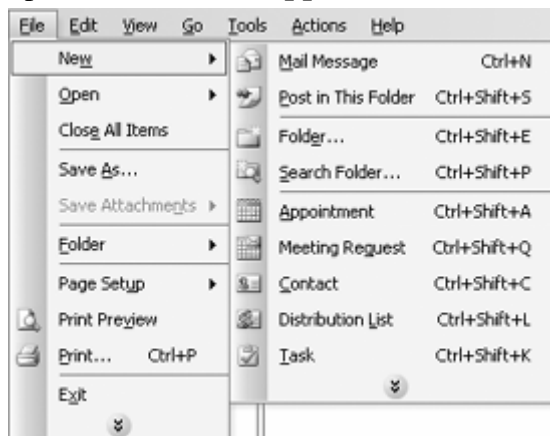 File Edit View Go Tools Actions Help
New
Open
Close All Items
Save As...
Save Attachments
Folder
Page Setup
Print Preview
Print... Ctrl+P
Exit
Mail Message Ctrl+N
Post in This Folder Ctrl+Shift+S
Folder... Ctrl+Shift+E
Search Folder... Ctrl+Shift+P
Appointment Ctrl+Shift+A
Meeting Request Ctrl+Shift+Q
Contact Ctrl+Shift+C
Distribution List Ctrl+Shift+L
Task Ctrl+Shift+K